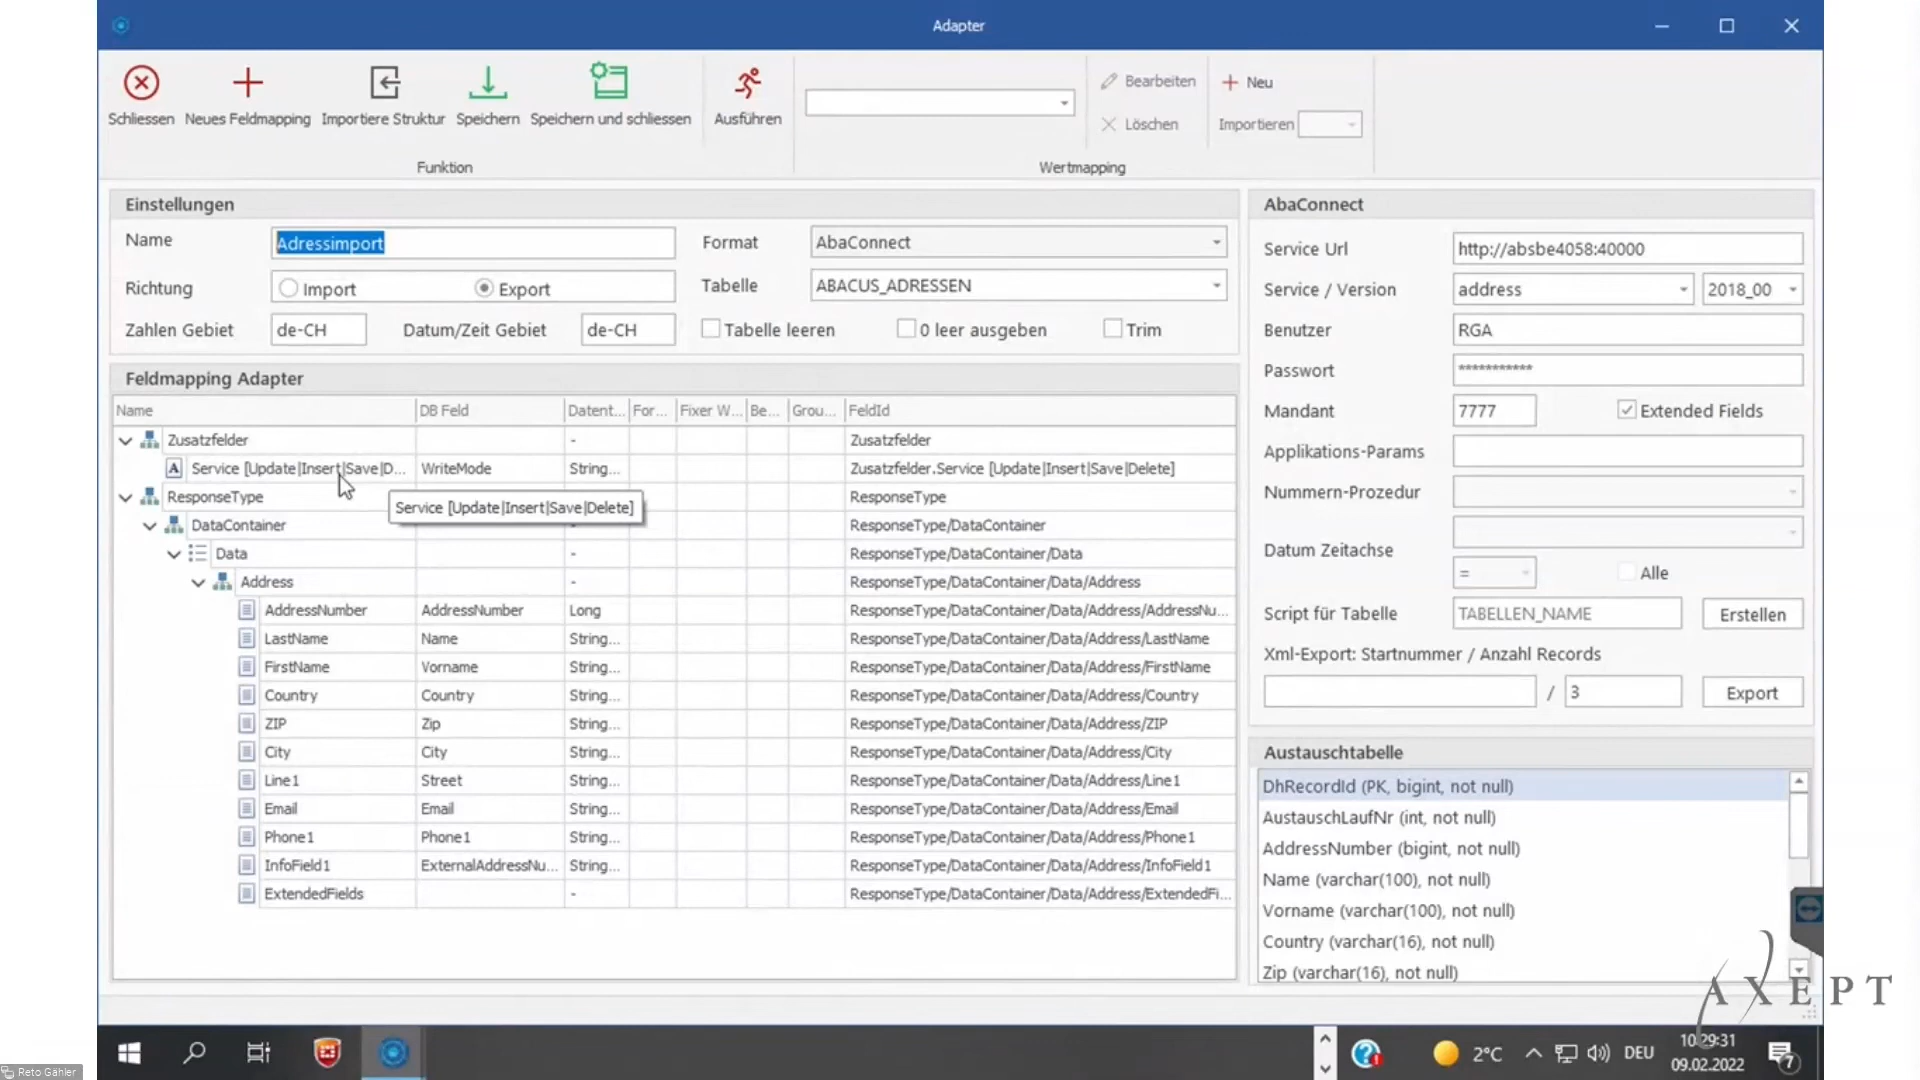 Adapter
Schliessen
Neues Feldmapping
Importiere Struktur
Speichern
Speichern und schliessen
Ausführen
Bearbeiten
Löschen
Neu
Importieren
Funktion
Wertmapping
Einstellungen
Name Adressimport Format AbaConnect
Richtung Import Export Tabelle ABACUS_ADRESSEN
Zahlen Gebiet de-CH Datum/Zeit Gebiet de-CH Tabelle leeren 0 leer ausgeben Trim
Feldmapping Adapter
Name DB Feld Datent... For... Fixer W... Be... Grou... FeldId
Zusatzfelder - Zusatzfelder
Service [Update|Insert|Save|D... WriteMode String... Zusatzfelder.Service [Update|Insert|Save|Delete]
ResponseType ResponseType
Service [Update|Insert|Save|Delete]
DataContainer - ResponseType/DataContainer
Data - ResponseType/DataContainer/Data
Address - ResponseType/DataContainer/Data/Address
AddressNumber AddressNumber Long ResponseType/DataContainer/Data/Address/AddressNu...
LastName Name String... ResponseType/DataContainer/Data/Address/LastName
FirstName Vorname String... ResponseType/DataContainer/Data/Address/FirstName
Country Country String... ResponseType/DataContainer/Data/Address/Country
ZIP Zip String... ResponseType/DataContainer/Data/Address/ZIP
City City String... ResponseType/DataContainer/Data/Address/City
Line1 Street String... ResponseType/DataContainer/Data/Address/Line1
Email Email String... ResponseType/DataContainer/Data/Address/Email
Phone1 Phone1 String... ResponseType/DataContainer/Data/Address/Phone1
InfoField1 ExternalAddressNu... String... ResponseType/DataContainer/Data/Address/InfoField1
ExtendedFields - ResponseType/DataContainer/Data/Address/ExtendedFi...
AbaConnect
Service Url http://absbe4058:40000
Service / Version address 2018_00
Benutzer RGA
Passwort ***********
Mandant 7777 Extended Fields
Applikations-Params
Nummern-Prozedur
Datum Zeitachse
= Alle
Script für Tabelle TABELLEN_NAME Erstellen
Xml-Export: Startnummer / Anzahl Records
/ 3 Export
Austauschtabelle
DhRecordId (PK, bigint, not null)
AustauschLaufNr (int, not null)
AddressNumber (bigint, not null)
Name (varchar(100), not null)
Vorname (varchar(100), not null)
Country (varchar(16), not null)
Zip (varchar(16), not null)
AXEPT
2°C DEU 10:29:31
09.02.2022
7
Reto Gähler